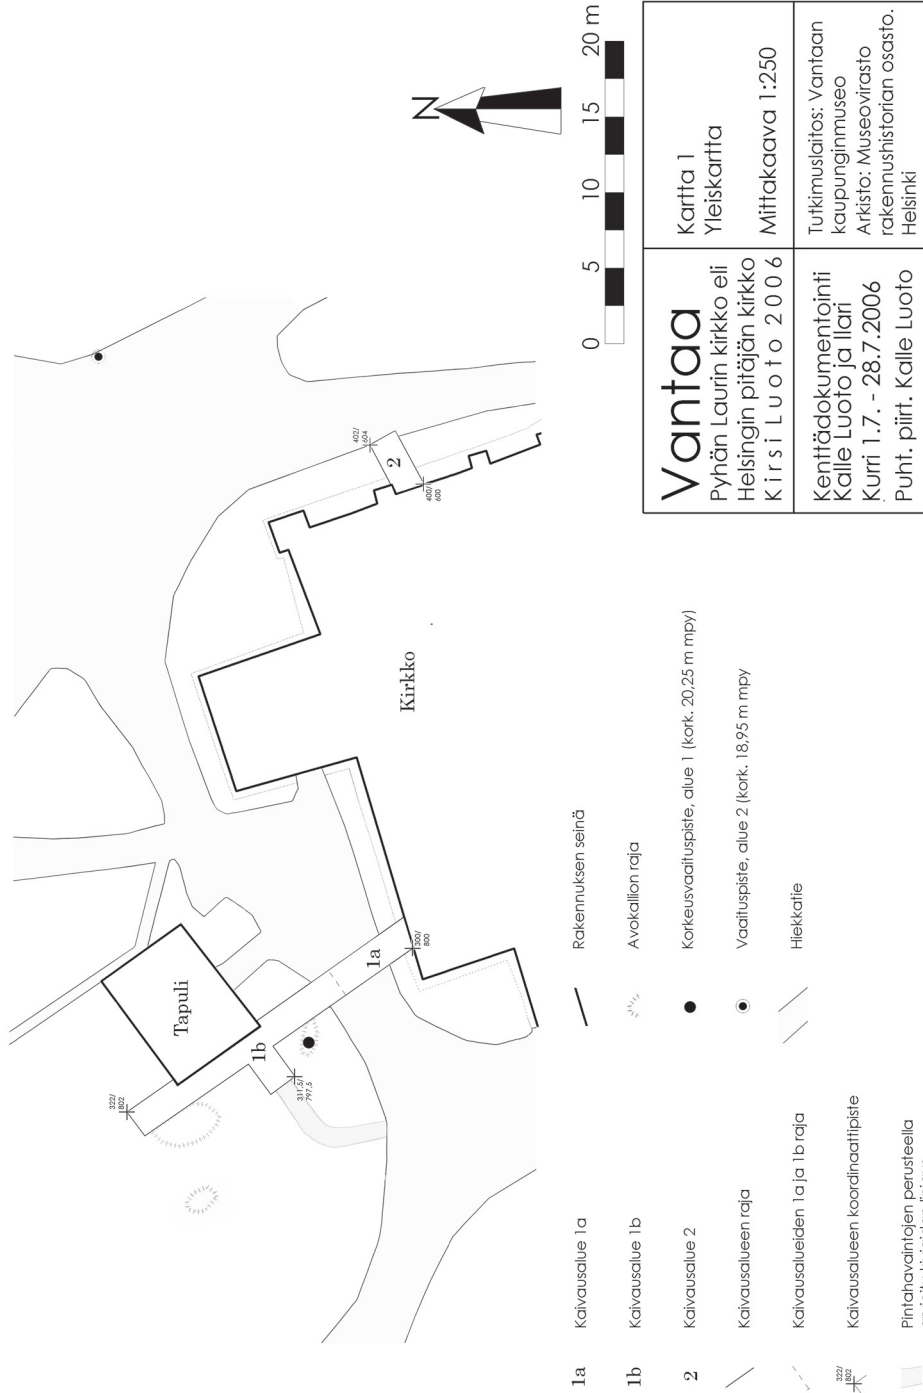 N
0 5 10 15 20 m
322/
802
Tapuli
1b
311,5/
797,5
1a
300/
800
Kirkko
2
402/
604
400/
600
1a Kaivausalue 1a
1b Kaivausalue 1b
2 Kaivausalue 2
Kaivausalueen raja
Kaivausalueiden 1a ja 1b raja
322/
802
Kaivausalueen koordinaattipiste
Pintahavaintojen perusteella
Rakennuksen seinä
Avokallion raja
Korkeusvaaituspiste, alue 1 (kork. 20,25 m mpy)
Vaaituspiste, alue 2 (kork. 18,95 m mpy
Hiekkatie
Vantaa
Pyhän Laurin kirkko eli
Helsingin pitäjän kirkko
Kirsi Luoto 2006
Kartta 1
Yleiskartta
Mittakaava 1:250
Kenttädokumentointi
Kalle Luoto ja Ilari
Kurri 1.7. - 28.7.2006
Puht. piirt. Kalle Luoto
Tutkimuslaitos: Vantaan
kaupunginmuseo
Arkisto: Museovirasto
rakennushistorian osasto.
Helsinki